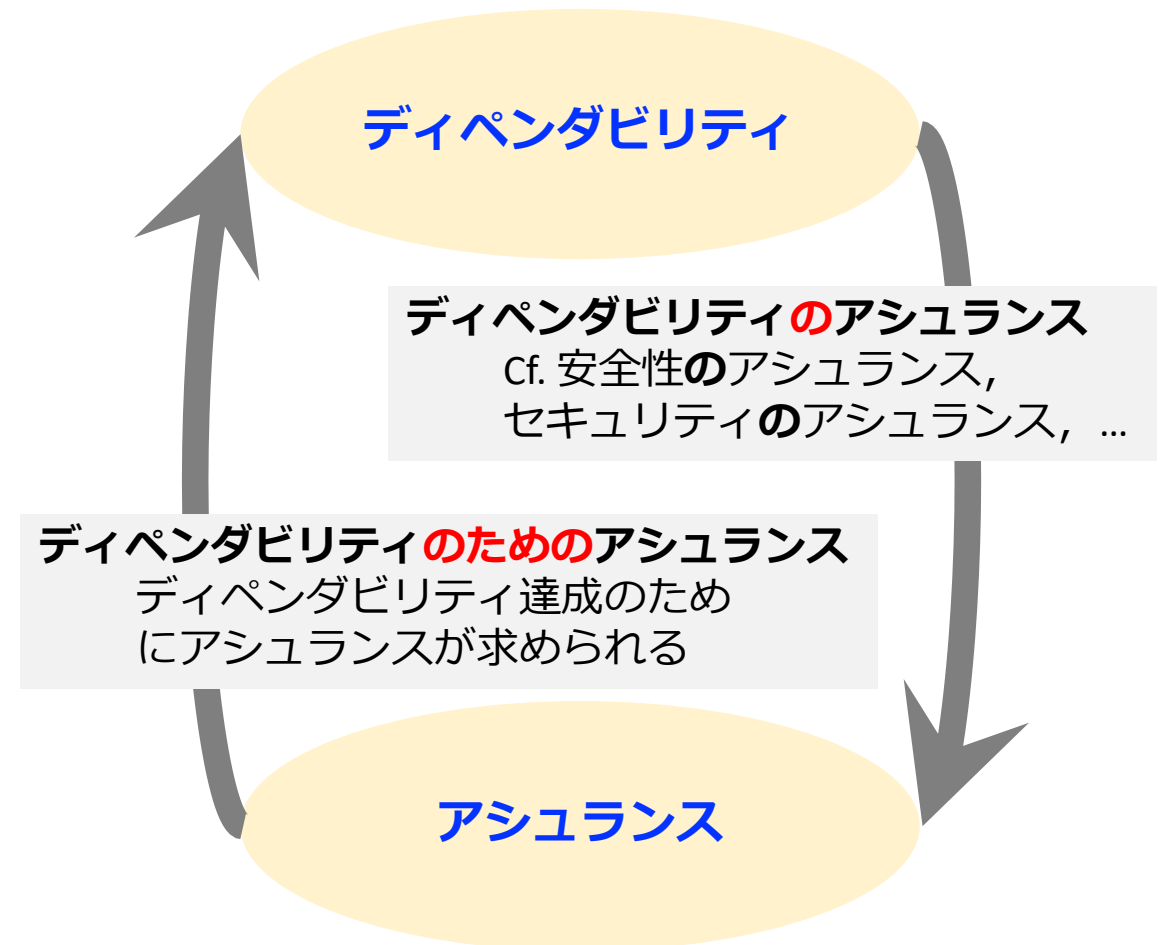 ディペンダビリティ
ディペンダビリティのアシュランス
Cf. 安全性のアシュランス,
セキュリティのアシュランス, …
ディペンダビリティのためのアシュランス
ディペンダビリティ達成のため
にアシュランスが求められる
アシュランス